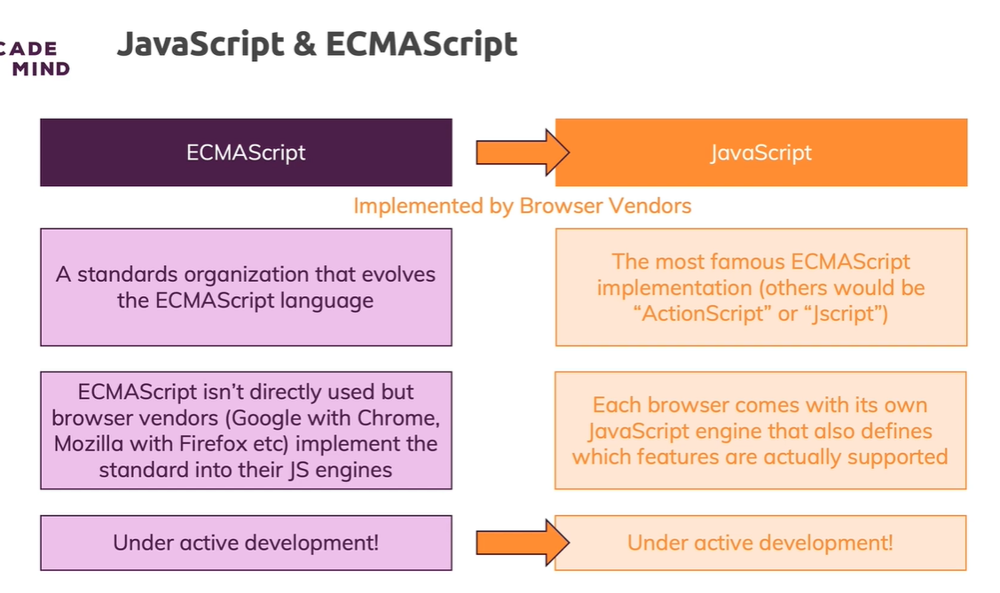 CADE
MIND
JavaScript & ECMAScript
ECMAScript
JavaScript
Implemented by Browser Vendors
A standards organization that evolves
the ECMAScript language
The most famous ECMAScript
implementation (others would be
“ActionScript” or “Jscript”)
ECMAScript isn’t directly used but
browser vendors (Google with Chrome,
Mozilla with Firefox etc) implement the
standard into their JS engines
Each browser comes with its own
JavaScript engine that also defines
which features are actually supported
Under active development!
Under active development!